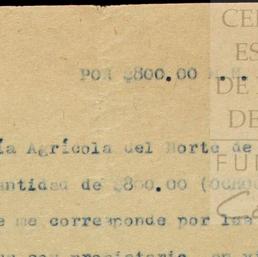 POR $800.00 M.N.
ía Agrícola del Norte de
antidad de $800.00 (OCHOC
e me corresponde por las
CE
ES
DE
DE
FU